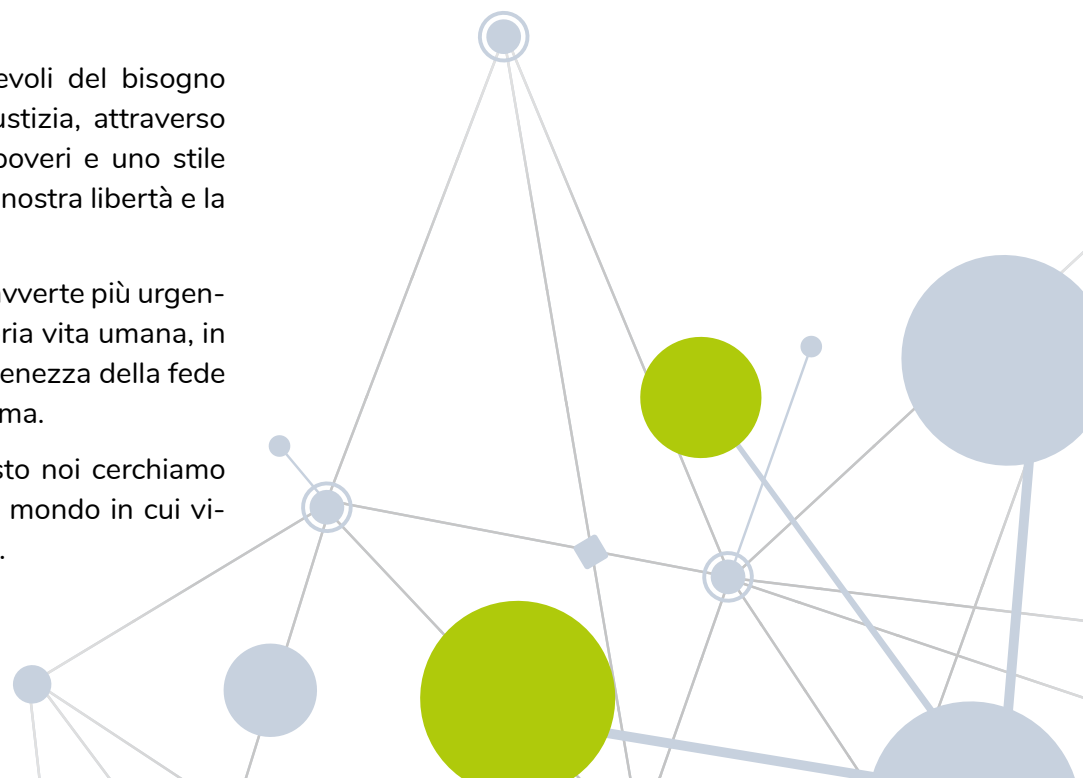 evoli del bisogno
ustizia, attraverso
poveri e uno stile
nostra libertà e la
avverte più urgen-
ria vita umana, in
enezza della fede
ma.
sto noi cerchiamo
mondo in cui vi-
.